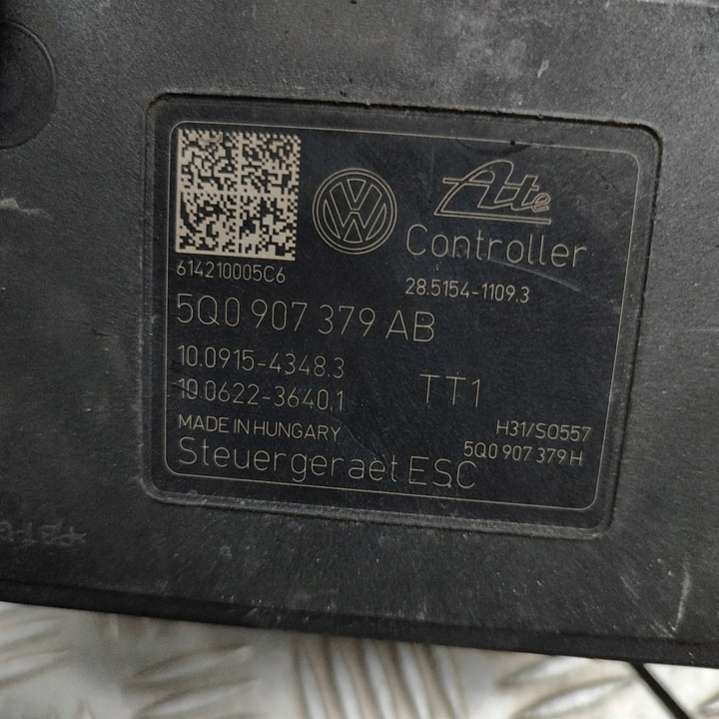 Ate
Controller
614210005C6
28.5154-1109.3
5Q0 907 379 AB
10.0915-4348.3
10.0622-3640.1
TT1
MADE IN HUNGARY
H31/S0557
5Q0 907 379 H
Steuergeraet ESC